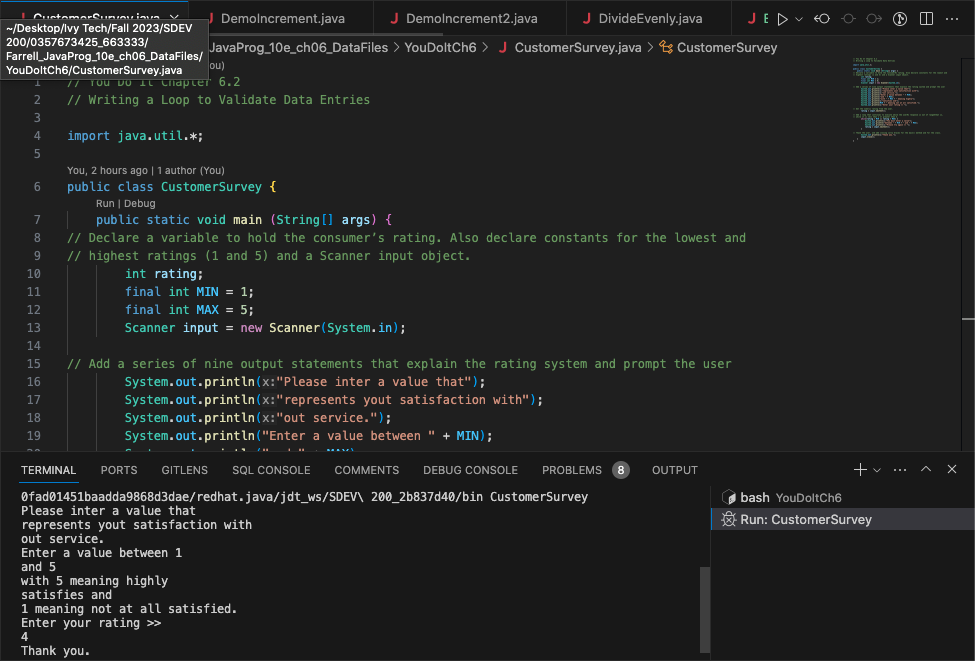 CustomerSurvey.java
DemoIncrement.java
DemoIncrement2.java
DivideEvenly.java
~/Desktop/Ivy Tech/Fall 2023/SDEV
200/0357673425_663333/
Farrell_JavaProg_10e_ch06_DataFiles/
YouDoItCh6/CustomerSurvey.java
JavaProg_10e_ch06_DataFiles > YouDoItCh6 > J CustomerSurvey.java > CustomerSurvey
1 // You Do It Chapter 6.2
2 // Writing a Loop to Validate Data Entries
3
4 import java.util.*;
5
You, 2 hours ago | 1 author (You)
6 public class CustomerSurvey {
Run | Debug
7 public static void main (String[] args) {
8 // Declare a variable to hold the consumer’s rating. Also declare constants for the lowest and
9 // highest ratings (1 and 5) and a Scanner input object.
10 int rating;
11 final int MIN = 1;
12 final int MAX = 5;
13 Scanner input = new Scanner(System.in);
14
15 // Add a series of nine output statements that explain the rating system and prompt the user
16 System.out.println(x:"Please inter a value that");
17 System.out.println(x:"represents yout satisfaction with");
18 System.out.println(x:"out service.");
19 System.out.println("Enter a value between " + MIN);
TERMINAL PORTS GITLENS SQL CONSOLE COMMENTS DEBUG CONSOLE PROBLEMS 8 OUTPUT
0fad01451baadda9868d3dae/redhat.java/jdt_ws/SDEV\ 200_2b837d40/bin CustomerSurvey
Please inter a value that
represents yout satisfaction with
out service.
Enter a value between 1
and 5
with 5 meaning highly
satisfies and
1 meaning not at all satisfied.
Enter your rating >>
4
Thank you.
bash YouDoItCh6
Run: CustomerSurvey